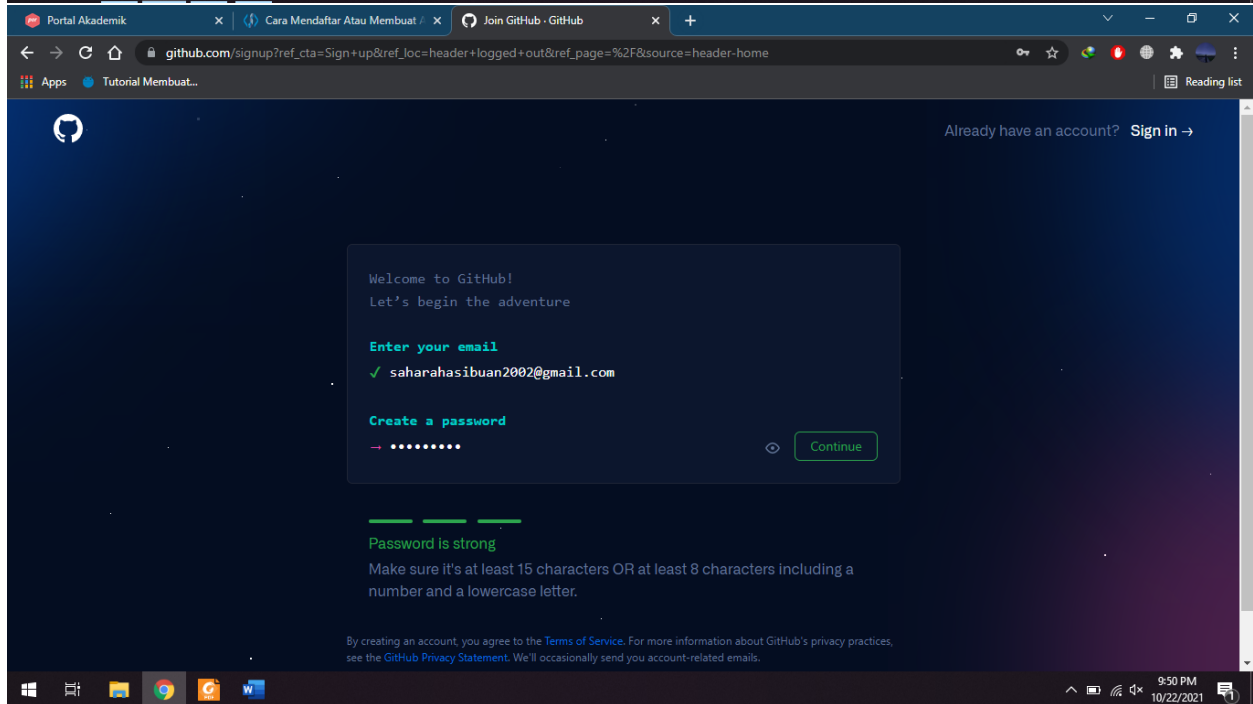 Portal Akademik
Cara Mendaftar Atau Membuat A
Join GitHub · GitHub
github.com/signup?ref_cta=Sign+up&ref_loc=header+logged+out&ref_page=%2F&source=header-home
Apps
Tutorial Membuat...
Reading list
Already have an account? Sign in →
Welcome to GitHub!
Let’s begin the adventure
Enter your email
✓ saharahasibuan2002@gmail.com
Create a password
→ •••••••••
Continue
Password is strong
Make sure it's at least 15 characters OR at least 8 characters including a
number and a lowercase letter.
By creating an account, you agree to the Terms of Service. For more information about GitHub's privacy practices,
see the GitHub Privacy Statement. We'll occasionally send you account-related emails.
9:50 PM
10/22/2021